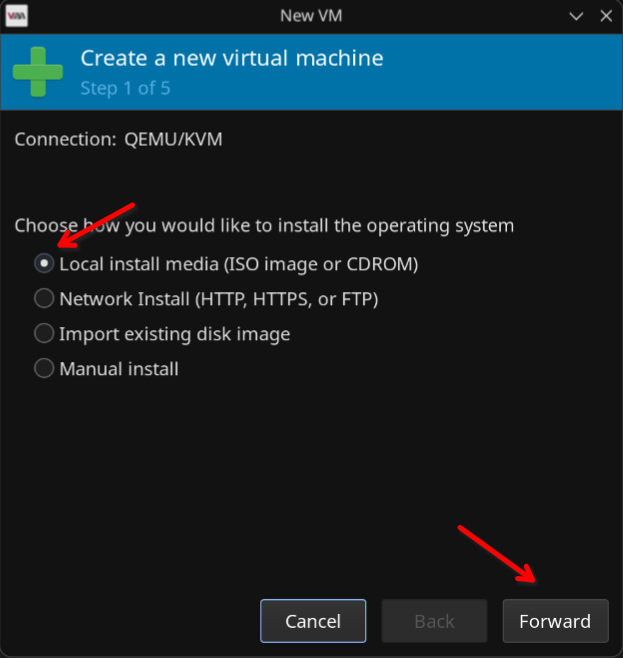 New VM
Create a new virtual machine
Step 1 of 5
Connection: QEMU/KVM
Choose how you would like to install the operating system
Local install media (ISO image or CDROM)
Network Install (HTTP, HTTPS, or FTP)
Import existing disk image
Manual install
Cancel Back Forward